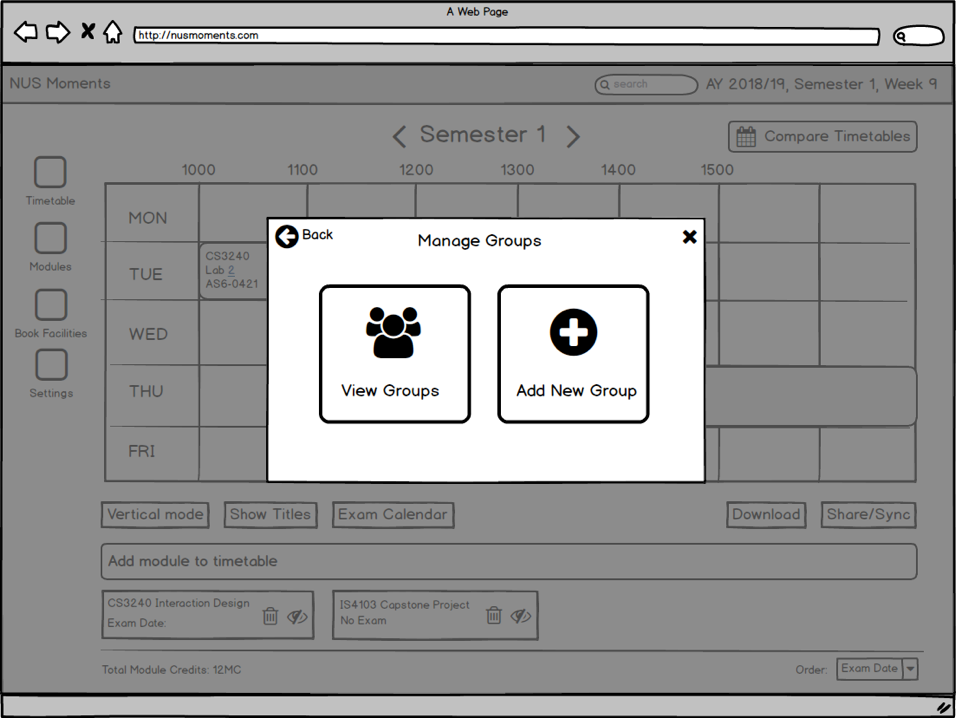 A Web Page
http://nusmoments.com
NUS Moments
search
AY 2018/19, Semester 1, Week 9
Semester 1
Compare Timetables
1000 1100 1200 1300 1400 1500
Timetable
Modules
Book Facilities
Settings
MON
TUE
WED
THU
FRI
CS3240
Lab 2
AS6-0421
Back
Manage Groups
View Groups
Add New Group
Vertical mode
Show Titles
Exam Calendar
Download
Share/Sync
Add module to timetable
CS3240 Interaction Design
Exam Date:
IS4103 Capstone Project
No Exam
Total Module Credits: 12MC
Order:
Exam Date